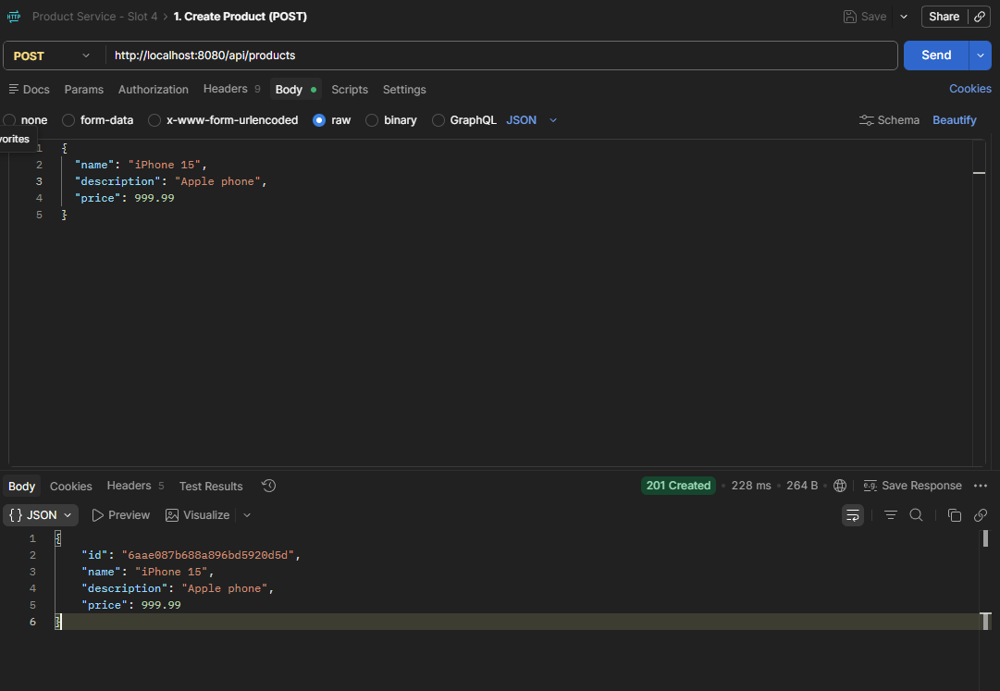 HTTP Product Service - Slot 4 > 1. Create Product (POST) Save Share
POST http://localhost:8080/api/products Send
Docs Params Authorization Headers 9 Body Scripts Settings Cookies
none form-data x-www-form-urlencoded raw binary GraphQL JSON Schema Beautify
vorites
1 {
2 "name": "iPhone 15",
3 "description": "Apple phone",
4 "price": 999.99
5 }
Body Cookies Headers 5 Test Results 201 Created • 228 ms • 264 B • e.g. Save Response
{ } JSON Preview Visualize
1 {
2 "id": "6aae087b688a896bd5920d5d",
3 "name": "iPhone 15",
4 "description": "Apple phone",
5 "price": 999.99
6 }